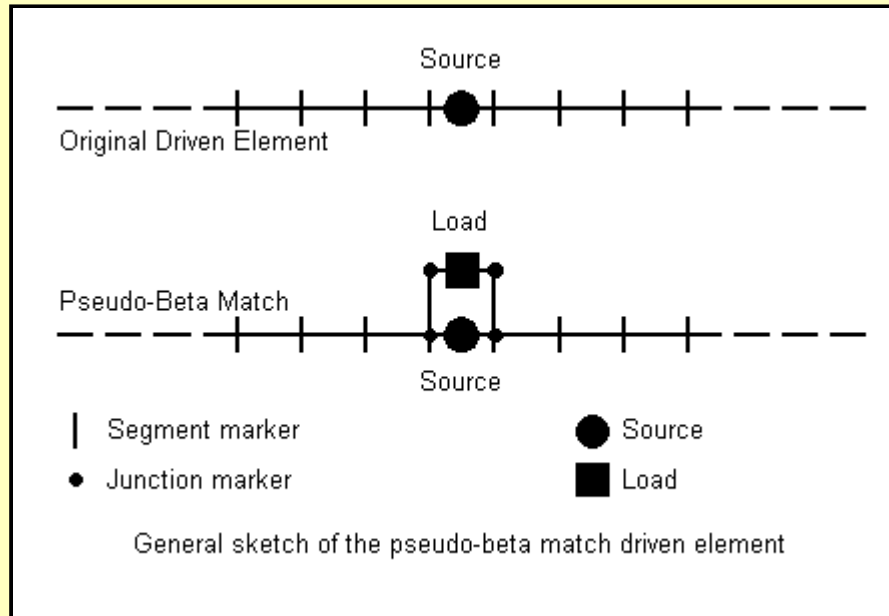 Source
Original Driven Element
Load
Pseudo-Beta Match
Source
Segment marker
Source
Junction marker
Load
General sketch of the pseudo-beta match driven element